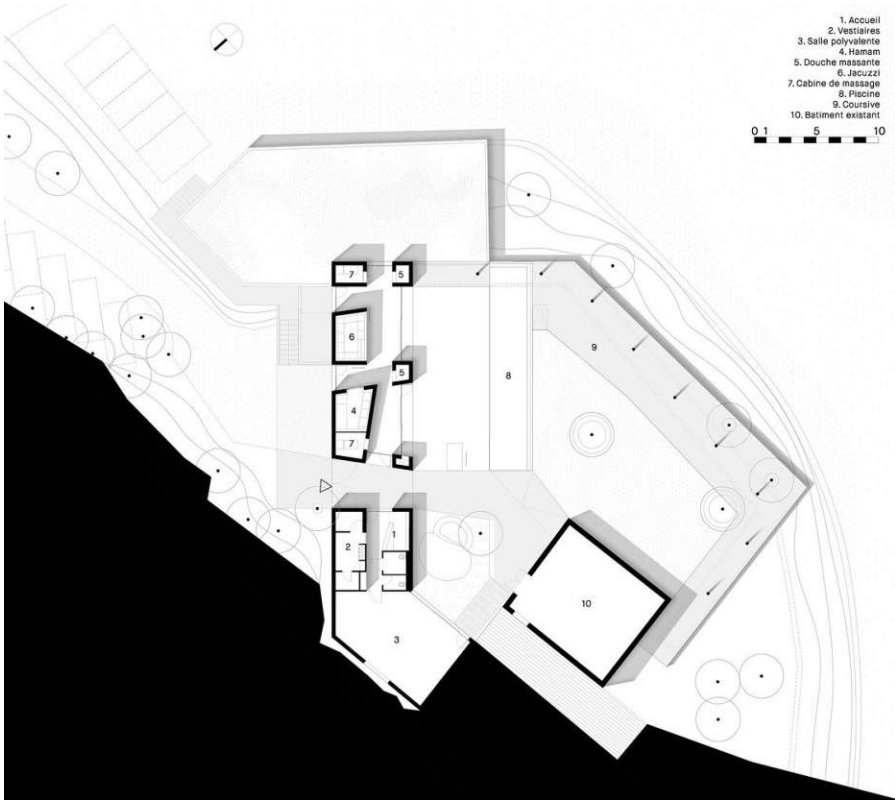 1. Accueil
2. Vestiaires
3. Salle polyvalente
4. Hamam
5. Douche massante
6. Jacuzzi
7. Cabine de massage
8. Piscine
9. Coursive
10. Batiment existant
0 1 5 10
7 5
6
9
5
8
4
7
2 1
10
3